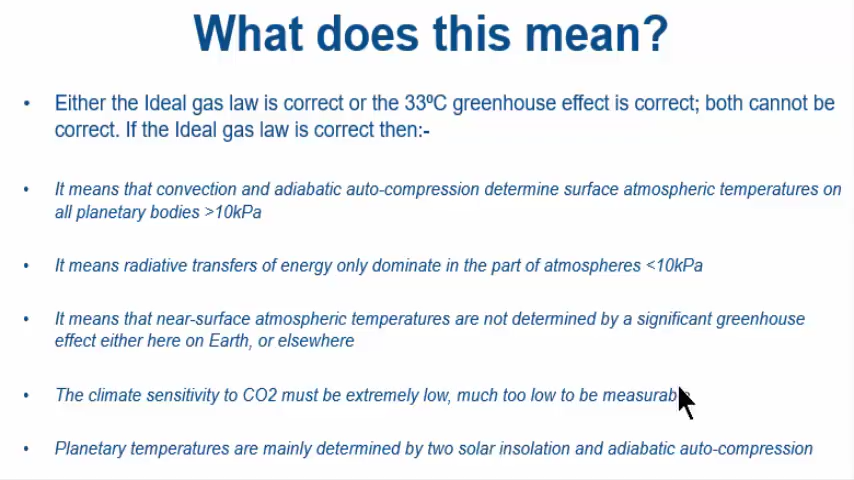 What does this mean?
• Either the Ideal gas law is correct or the 33ºC greenhouse effect is correct; both cannot be
correct. If the Ideal gas law is correct then:-
• It means that convection and adiabatic auto-compression determine surface atmospheric temperatures on
all planetary bodies >10kPa
• It means radiative transfers of energy only dominate in the part of atmospheres <10kPa
• It means that near-surface atmospheric temperatures are not determined by a significant greenhouse
effect either here on Earth, or elsewhere
• The climate sensitivity to CO2 must be extremely low, much too low to be measurable
• Planetary temperatures are mainly determined by two solar insolation and adiabatic auto-compression